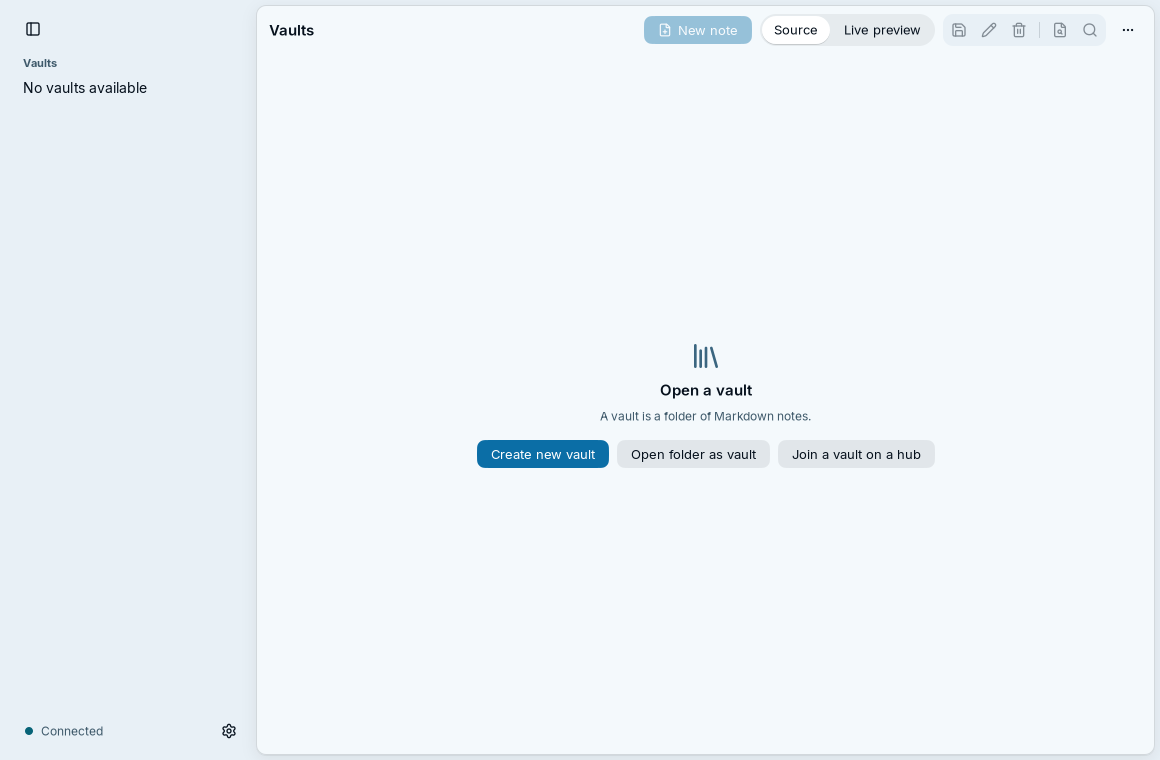 Vaults
No vaults available
Connected
Vaults
New note
Source
Live preview
Open a vault
A vault is a folder of Markdown notes.
Create new vault
Open folder as vault
Join a vault on a hub